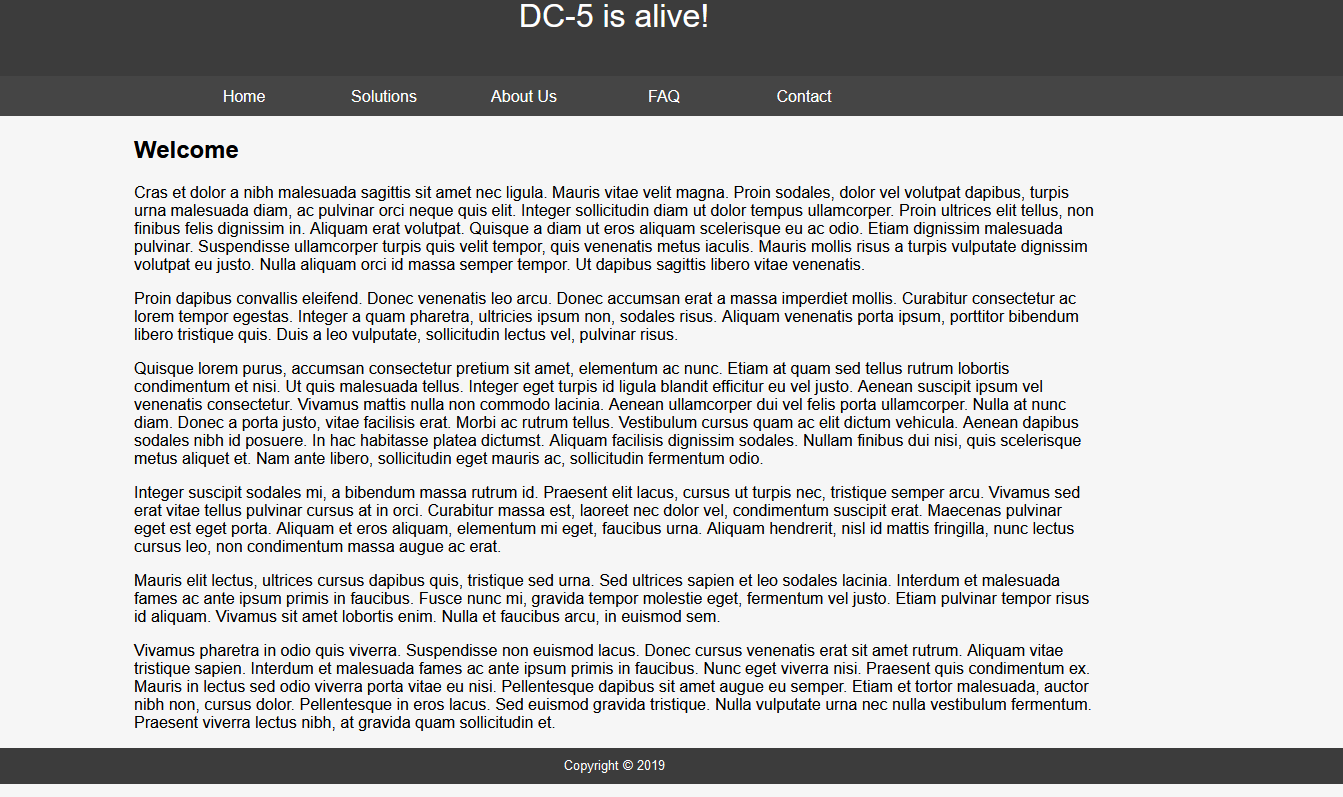 DC-5 is alive!
Home Solutions About Us FAQ Contact
Welcome
Cras et dolor a nibh malesuada sagittis sit amet nec ligula. Mauris vitae velit magna. Proin sodales, dolor vel volutpat dapibus, turpis
urna malesuada diam, ac pulvinar orci neque quis elit. Integer sollicitudin diam ut dolor tempus ullamcorper. Proin ultrices elit tellus, non
finibus felis dignissim in. Aliquam erat volutpat. Quisque a diam ut eros aliquam scelerisque eu ac odio. Etiam dignissim malesuada
pulvinar. Suspendisse ullamcorper turpis quis velit tempor, quis venenatis metus iaculis. Mauris mollis risus a turpis vulputate dignissim
volutpat eu justo. Nulla aliquam orci id massa semper tempor. Ut dapibus sagittis libero vitae venenatis.
Proin dapibus convallis eleifend. Donec venenatis leo arcu. Donec accumsan erat a massa imperdiet mollis. Curabitur consectetur ac
lorem tempor egestas. Integer a quam pharetra, ultricies ipsum non, sodales risus. Aliquam venenatis porta ipsum, porttitor bibendum
libero tristique quis. Duis a leo vulputate, sollicitudin lectus vel, pulvinar risus.
Quisque lorem purus, accumsan consectetur pretium sit amet, elementum ac nunc. Etiam at quam sed tellus rutrum lobortis
condimentum et nisi. Ut quis malesuada tellus. Integer eget turpis id ligula blandit efficitur eu vel justo. Aenean suscipit ipsum vel
venenatis consectetur. Vivamus mattis nulla non commodo lacinia. Aenean ullamcorper dui vel felis porta ullamcorper. Nulla at nunc
diam. Donec a porta justo, vitae facilisis erat. Morbi ac rutrum tellus. Vestibulum cursus quam ac elit dictum vehicula. Aenean dapibus
sodales nibh id posuere. In hac habitasse platea dictumst. Aliquam facilisis dignissim sodales. Nullam finibus dui nisi, quis scelerisque
metus aliquet et. Nam ante libero, sollicitudin eget mauris ac, sollicitudin fermentum odio.
Integer suscipit sodales mi, a bibendum massa rutrum id. Praesent elit lacus, cursus ut turpis nec, tristique semper arcu. Vivamus sed
erat vitae tellus pulvinar cursus at in orci. Curabitur massa est, laoreet nec dolor vel, condimentum suscipit erat. Maecenas pulvinar
eget est eget porta. Aliquam et eros aliquam, elementum mi eget, faucibus urna. Aliquam hendrerit, nisl id mattis fringilla, nunc lectus
cursus leo, non condimentum massa augue ac erat.
Mauris elit lectus, ultrices cursus dapibus quis, tristique sed urna. Sed ultrices sapien et leo sodales lacinia. Interdum et malesuada
fames ac ante ipsum primis in faucibus. Fusce nunc mi, gravida tempor molestie eget, fermentum vel justo. Etiam pulvinar tempor risus
id aliquam. Vivamus sit amet lobortis enim. Nulla et faucibus arcu, in euismod sem.
Vivamus pharetra in odio quis viverra. Suspendisse non euismod lacus. Donec cursus venenatis erat sit amet rutrum. Aliquam vitae
tristique sapien. Interdum et malesuada fames ac ante ipsum primis in faucibus. Nunc eget viverra nisi. Praesent quis condimentum ex.
Mauris in lectus sed odio viverra porta vitae eu nisi. Pellentesque dapibus sit amet augue eu semper. Etiam et tortor malesuada, auctor
nibh non, cursus dolor. Pellentesque in eros lacus. Sed euismod gravida tristique. Nulla vulputate urna nec nulla vestibulum fermentum.
Praesent viverra lectus nibh, at gravida quam sollicitudin et.
Copyright © 2019